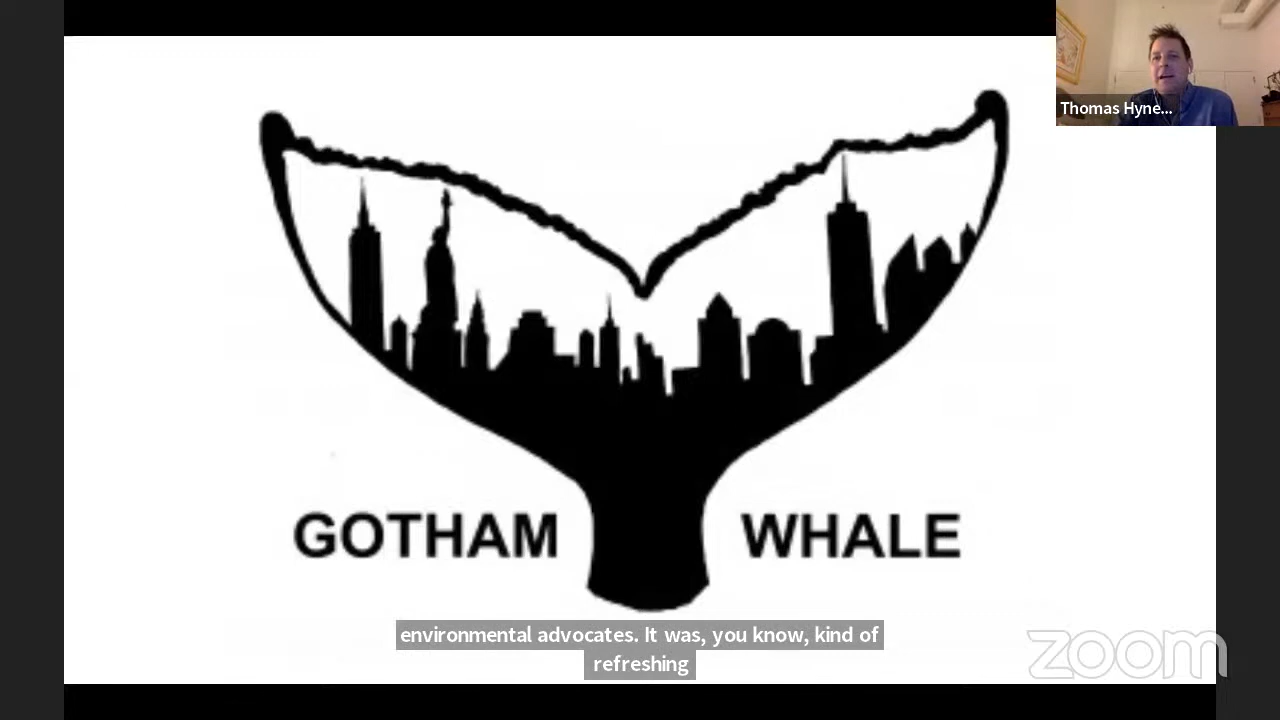 Thomas Hyne...
GOTHAM WHALE
environmental advocates. It was, you know, kind of
refreshing
zoom